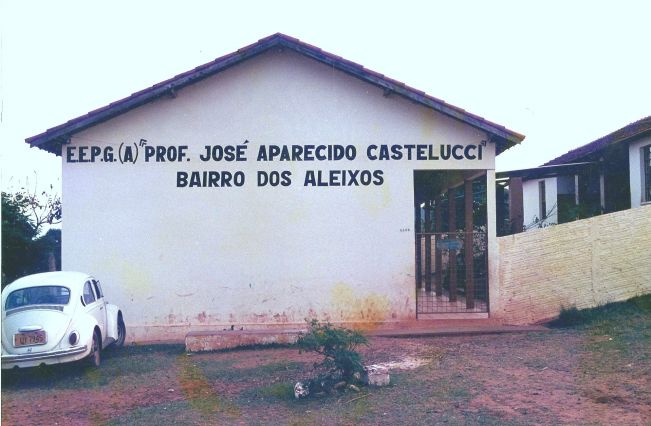 E.E.P.G.(A) "PROF. JOSÉ APARECIDO CASTELUCCI"
BAIRRO DOS ALEIXOS